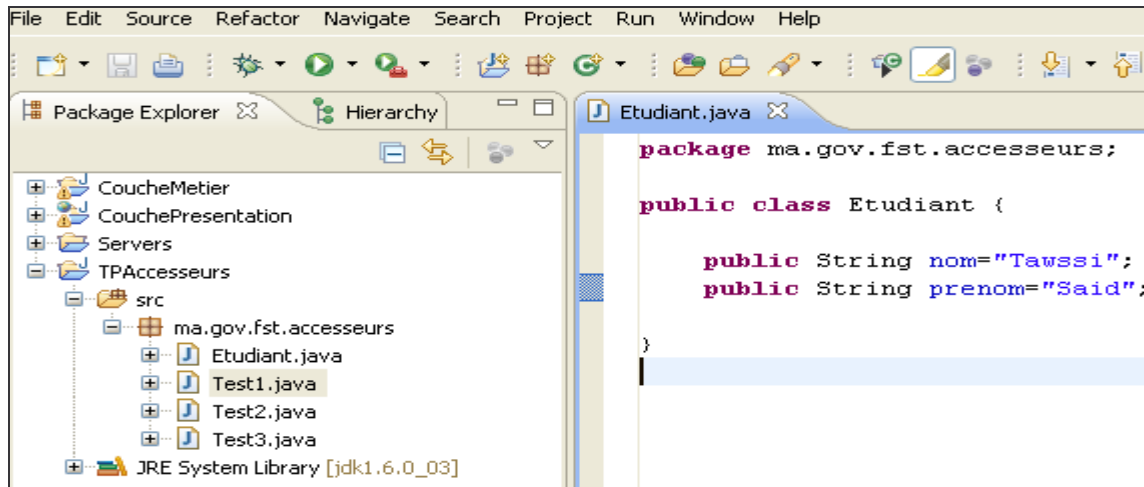 File Edit Source Refactor Navigate Search Project Run Window Help
Package Explorer
Hierarchy
CoucheMetier
CouchePresentation
Servers
TPAccesseurs
src
ma.gov.fst.accesseurs
Etudiant.java
Test1.java
Test2.java
Test3.java
JRE System Library [jdk1.6.0_03]
Etudiant.java
package ma.gov.fst.accesseurs;
public class Etudiant {
public String nom="Tawssi";
public String prenom="Said";
}